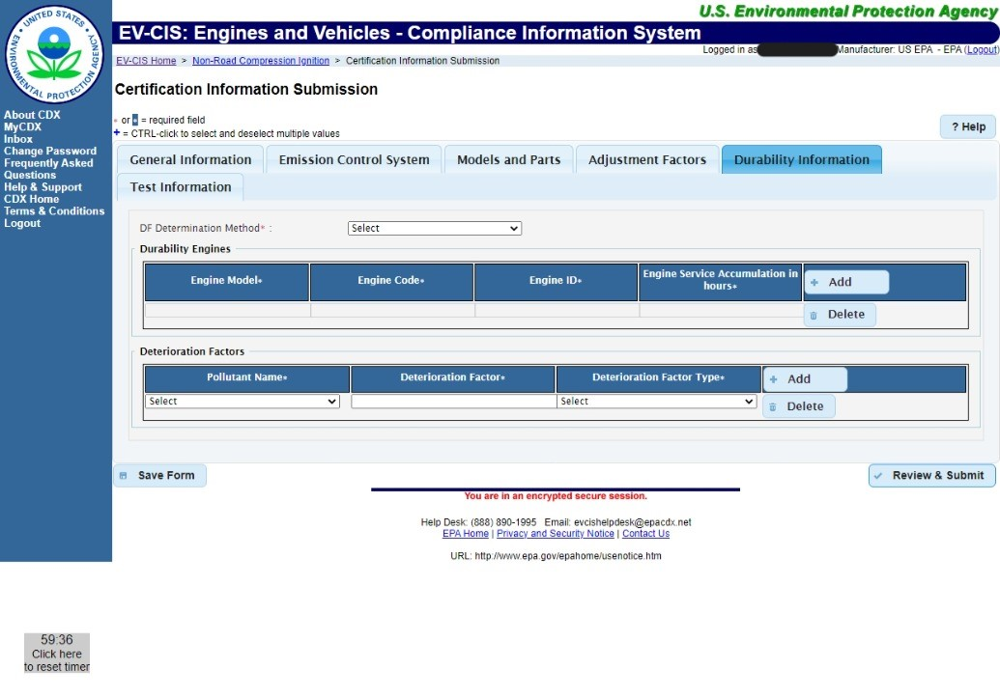 UNITED STATES
ENVIRONMENTAL PROTECTION AGENCY
U.S. Environmental Protection Agency
EV-CIS: Engines and Vehicles - Compliance Information System
Logged in as Manufacturer: US EPA - EPA (Logout)
EV-CIS Home > Non-Road Compression Ignition > Certification Information Submission
Certification Information Submission
* or * = required field
+ = CTRL-click to select and deselect multiple values
? Help
About CDX
MyCDX
Inbox
Change Password
Frequently Asked
Questions
Help & Support
CDX Home
Terms & Conditions
Logout
General Information Emission Control System Models and Parts Adjustment Factors Durability Information
Test Information
DF Determination Method* : Select
Durability Engines
Engine Model* Engine Code* Engine ID* Engine Service Accumulation in hours* + Add
Delete
Deterioration Factors
Pollutant Name* Deterioration Factor* Deterioration Factor Type* + Add
Select Select Delete
Save Form Review & Submit
You are in an encrypted secure session.
Help Desk: (888) 890-1995 Email: evcishelpdesk@epacdx.net
EPA Home | Privacy and Security Notice | Contact Us
URL: http://www.epa.gov/epahome/usenotice.htm
59:36
Click here
to reset timer